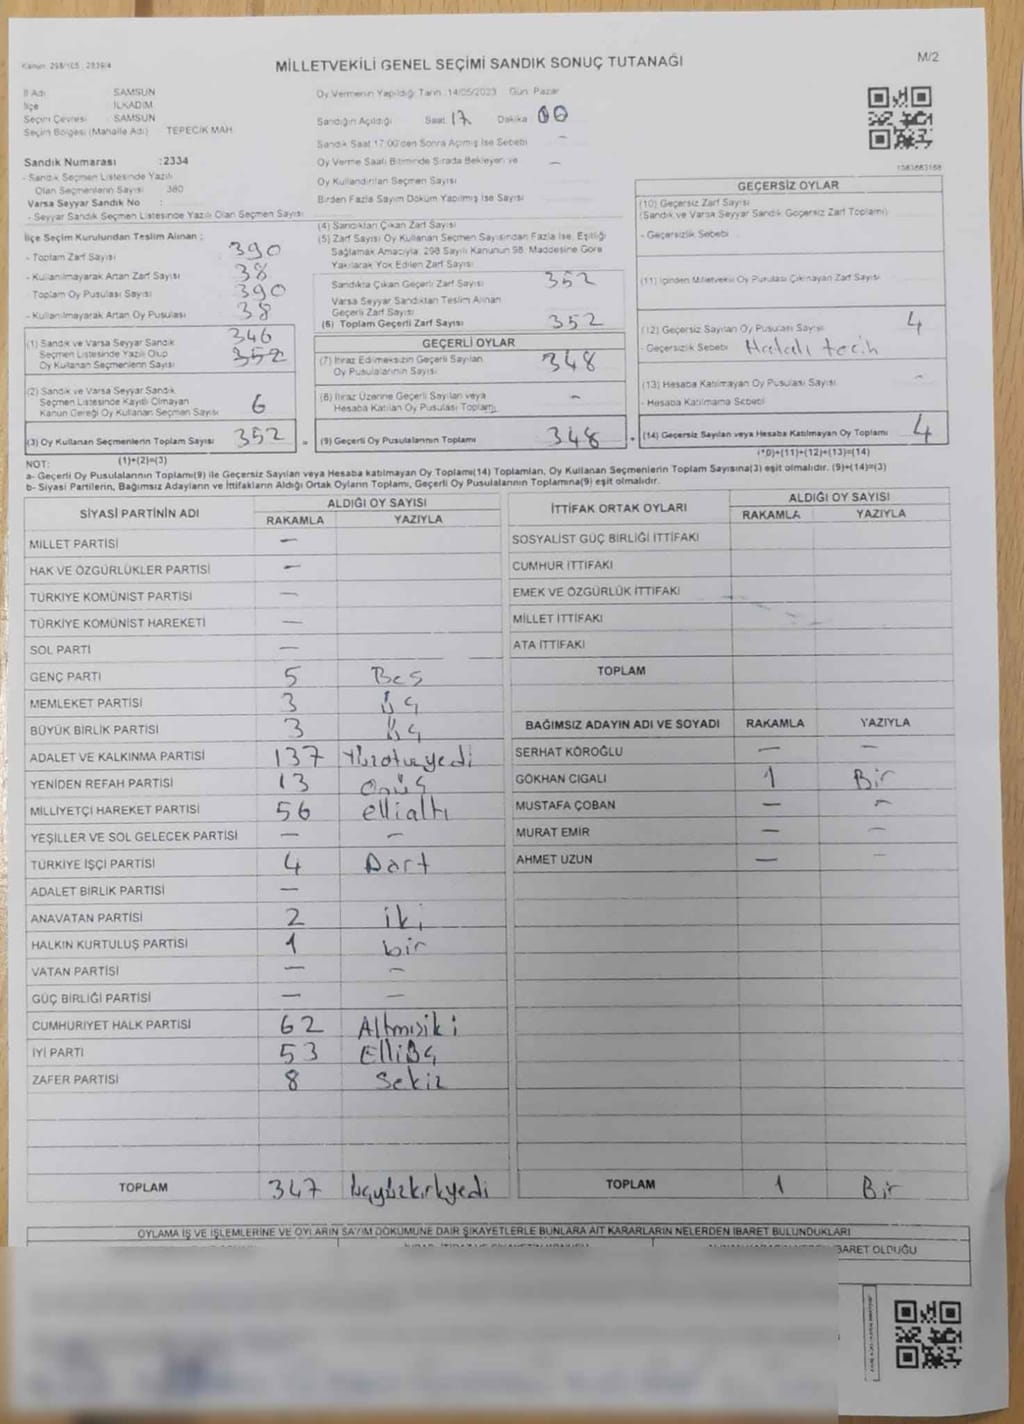 Kanun: 298/105 , 2839/4
MİLLETVEKİLİ GENEL SEÇİMİ SANDIK SONUÇ TUTANAĞI
M/2
İl Adı SAMSUN
İlçe İLKADIM
Seçim Çevresi SAMSUN
Seçim Bölgesi (Mahalle Adı) TEPECİK MAH.
Sandık Numarası :2334
- Sandık Seçmen Listesinde Yazılı
Olan Seçmenlerin Sayısı 380
Varsa Seyyar Sandık No :
- Seyyar Sandık Seçmen Listesinde Yazılı Olan Seçmen Sayısı
İlçe Seçim Kurulundan Teslim Alınan :
- Toplam Zarf Sayısı 390
- Kullanılmayarak Artan Zarf Sayısı 38
- Toplam Oy Pusulası Sayısı 390
- Kullanılmayarak Artan Oy Pusulası 38
(1) Sandık ve Varsa Seyyar Sandık 346
Seçmen Listesinde Yazılı Olup 352
Oy Kullanan Seçmenlerin Sayısı
(2) Sandık ve Varsa Seyyar Sandık
Seçmen Listesinde Kayıtlı Olmayan
Kanun Gereği Oy Kullanan Seçmen Sayısı 6
(3) Oy Kullanan Seçmenlerin Toplam Sayısı 352 =
(1)+(2)=(3)
Oy Vermenin Yapıldığı Tarih: 14/05/2023 Gün: Pazar
Sandığın Açıldığı Saat 17 Dakika 00
Sandık Saat 17:00'den Sonra Açılmış İse Sebebi —
Oy Verme Saati Bitiminde Sırada Bekleyen ve —
Oy Kullandırılan Seçmen Sayısı
Birden Fazla Sayım Döküm Yapılmış İse Sayısı
(4) Sandıktan Çıkan Zarf Sayısı
(5) Zarf Sayısı Oy Kullanan Seçmen Sayısından Fazla İse, Eşitliği
Sağlamak Amacıyla, 298 Sayılı Kanunun 98. Maddesine Göre
Yakılarak Yok Edilen Zarf Sayısı
Sandıkta Çıkan Geçerli Zarf Sayısı 352
Varsa Seyyar Sandıktan Teslim Alınan
Geçerli Zarf Sayısı
(6) Toplam Geçerli Zarf Sayısı 352
GEÇERLİ OYLAR
(7) İtiraz Edilmeksizin Geçerli Sayılan 348
Oy Pusulalarının Sayısı
(8) İtiraz Üzerine Geçerli Sayılan veya -
Hesaba Katılan Oy Pusulası Toplamı
(9) Geçerli Oy Pusulalarının Toplamı 348
1583663168
GEÇERSİZ OYLAR
(10) Geçersiz Zarf Sayısı
(Sandık ve Varsa Seyyar Sandık Geçersiz Zarf Toplamı)
- Geçersizlik Sebebi
(11) İçinden Milletvekili Oy Pusulası Çıkmayan Zarf Sayısı
(12) Geçersiz Sayılan Oy Pusulası Sayısı 4
- Geçersizlik Sebebi Hatalı tecih
(13) Hesaba Katılmayan Oy Pusulası Sayısı -
- Hesaba Katılmama Sebebi
(14) Geçersiz Sayılan veya Hesaba Katılmayan Oy Toplamı 4
(10)+(11)+(12)+(13)=(14)
NOT:
a- Geçerli Oy Pusulalarının Toplamı(9) ile Geçersiz Sayılan veya Hesaba katılmayan Oy Toplamı(14) Toplamları, Oy Kullanan Seçmenlerin Toplam Sayısına(3) eşit olmalıdır. (9)+(14)=(3)
b- Siyasi Partilerin, Bağımsız Adayların ve İttifakların Aldığı Ortak Oyların Toplamı, Geçerli Oy Pusulalarının Toplamına(9) eşit olmalıdır.
SİYASİ PARTİNİN ADI ALDIĞI OY SAYISI
RAKAMLA YAZIYLA
MİLLET PARTİSİ —
HAK VE ÖZGÜRLÜKLER PARTİSİ —
TÜRKİYE KOMÜNİST PARTİSİ —
TÜRKİYE KOMÜNİST HAREKETİ —
SOL PARTİ —
GENÇ PARTİ 5 Beş
MEMLEKET PARTİSİ 3 Üç
BÜYÜK BİRLİK PARTİSİ 3 Üç
ADALET VE KALKINMA PARTİSİ 137 Yüzotuzyedi
YENİDEN REFAH PARTİSİ 13 Onüç
MİLLİYETÇİ HAREKET PARTİSİ 56 ellialtı
YEŞİLLER VE SOL GELECEK PARTİSİ — —
TÜRKİYE İŞÇİ PARTİSİ 4 Dört
ADALET BİRLİK PARTİSİ —
ANAVATAN PARTİSİ 2 iki
HALKIN KURTULUŞ PARTİSİ 1 bir
VATAN PARTİSİ — —
GÜÇ BİRLİĞİ PARTİSİ — —
CUMHURİYET HALK PARTİSİ 62 Altmışiki
İYİ PARTİ 53 Elliüç
ZAFER PARTİSİ 8 Sekiz
TOPLAM 347 üçyüzkırkyedi
İTTİFAK ORTAK OYLARI ALDIĞI OY SAYISI
RAKAMLA YAZIYLA
SOSYALİST GÜÇ BİRLİĞİ İTTİFAKI
CUMHUR İTTİFAKI
EMEK VE ÖZGÜRLÜK İTTİFAKI
MİLLET İTTİFAKI
ATA İTTİFAKI
TOPLAM
BAĞIMSIZ ADAYIN ADI VE SOYADI RAKAMLA YAZIYLA
SERHAT KÖROĞLU — —
GÖKHAN CIGALI 1 Bir
MUSTAFA ÇOBAN — —
MURAT EMİR — —
AHMET UZUN — —
TOPLAM 1 Bir
OYLAMA İŞ VE İŞLEMLERİNE VE OYLARIN SAYIM DÖKÜMÜNE DAİR ŞİKAYETLERLE BUNLARA AİT KARARLARIN NELERDEN İBARET BULUNDUKLARI
BARET OLDUĞU